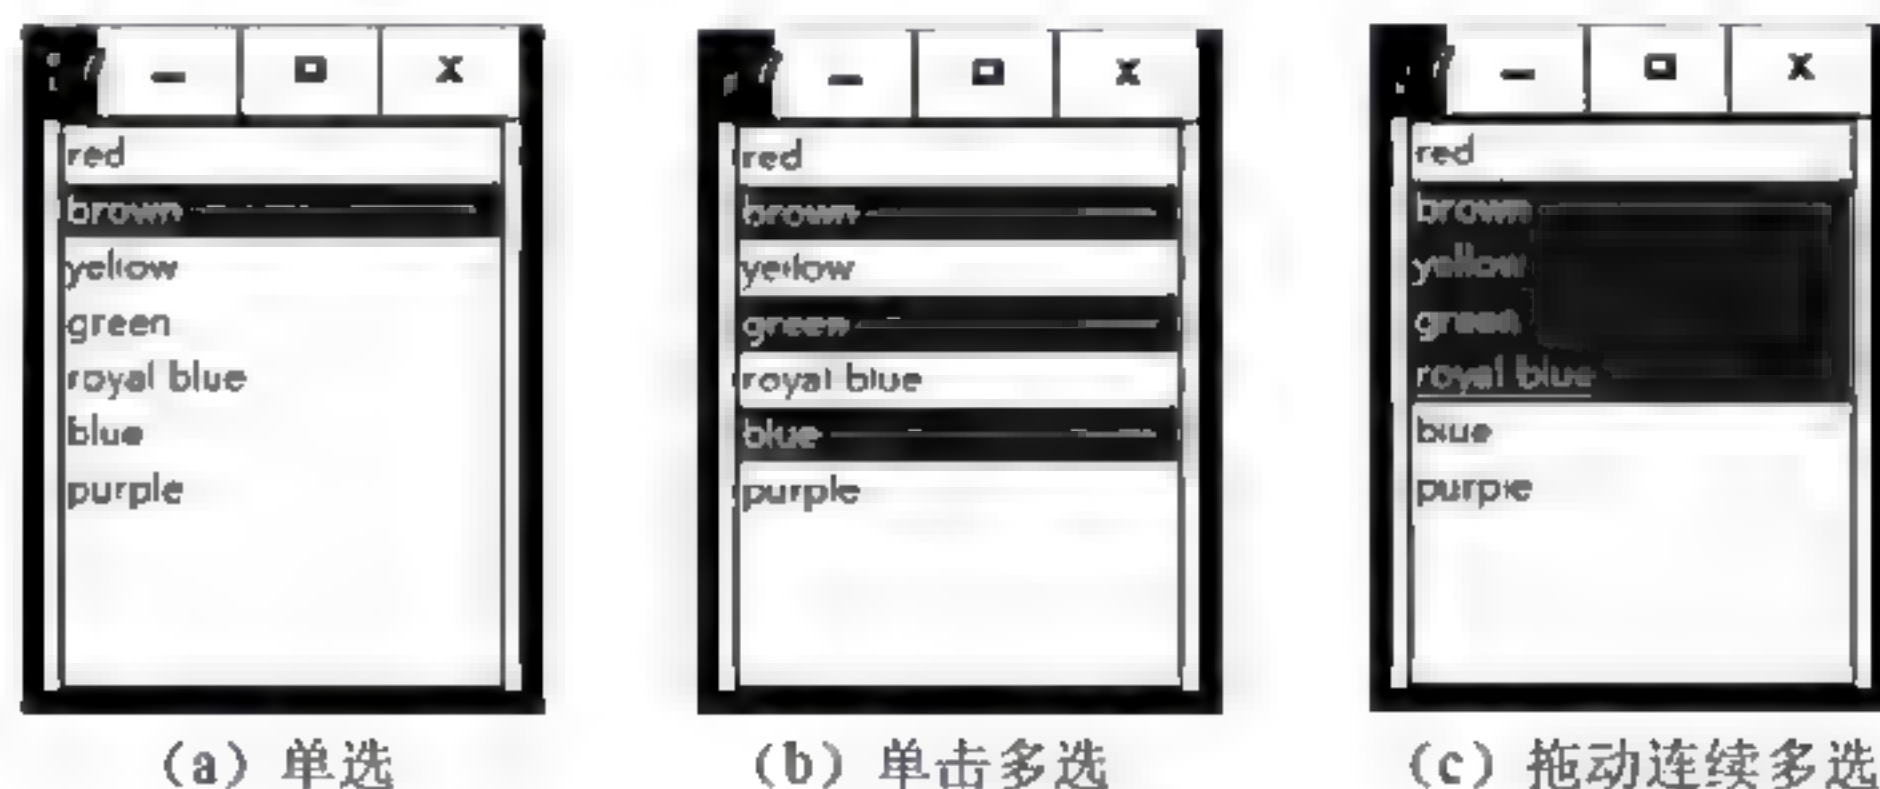 red
brown
yellow
green
royal blue
blue
purple
(a) 单选
red
brown
yellow
green
royal blue
blue
purple
(b) 单击多选
red
brown
yellow
green
royal blue
blue
purple
(c) 拖动连续多选